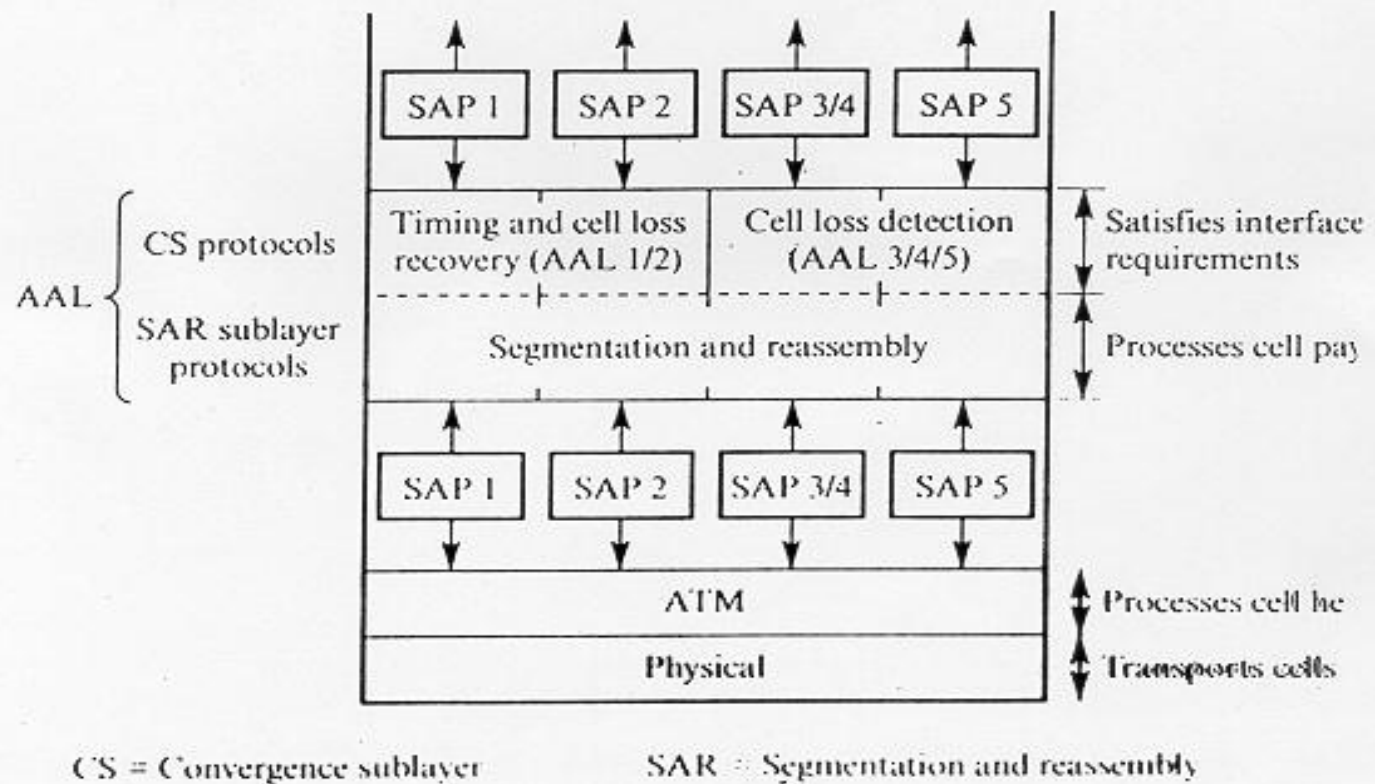 SAP 1 SAP 2 SAP 3/4 SAP 5
Timing and cell loss
recovery (AAL 1/2)
Cell loss detection
(AAL 3/4/5)
Satisfies interface
requirements
CS protocols
AAL
SAR sublayer
protocols
Segmentation and reassembly
Processes cell pay
SAP 1 SAP 2 SAP 3/4 SAP 5
ATM
Processes cell he
Physical
Transports cells
CS = Convergence sublayer
SAR = Segmentation and reassembly